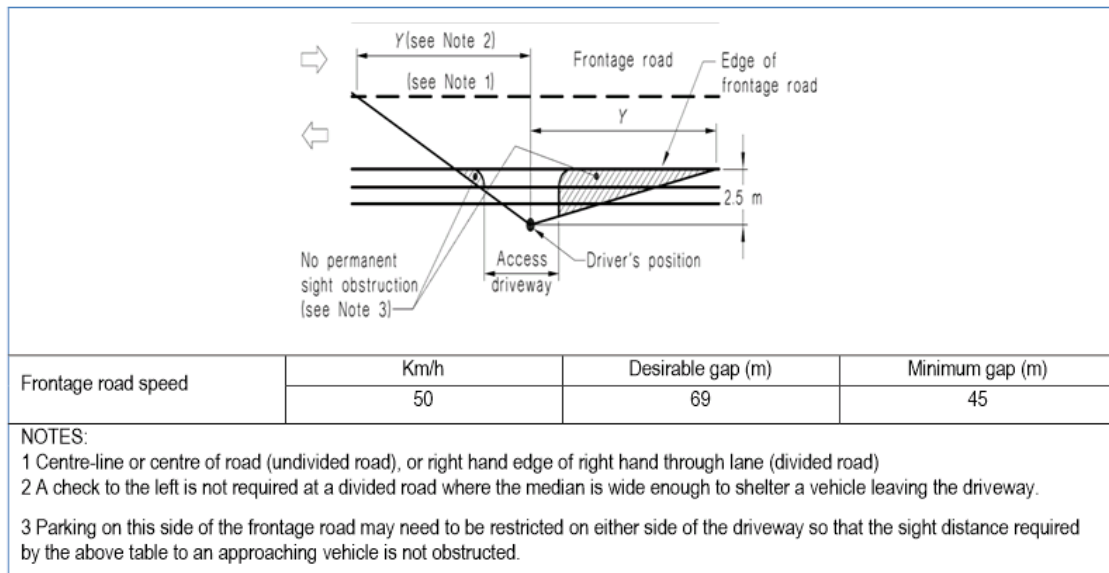 Y(see Note 2)
Frontage road
Edge of
frontage road
(see Note 1)
Y
2.5 m
No permanent
sight obstruction
(see Note 3)
Access
driveway
Driver's position
Frontage road speed
Km/h
Desirable gap (m)
Minimum gap (m)
50
69
45
NOTES:
1 Centre-line or centre of road (undivided road), or right hand edge of right hand through lane (divided road)
2 A check to the left is not required at a divided road where the median is wide enough to shelter a vehicle leaving the driveway.
3 Parking on this side of the frontage road may need to be restricted on either side of the driveway so that the sight distance required
by the above table to an approaching vehicle is not obstructed.